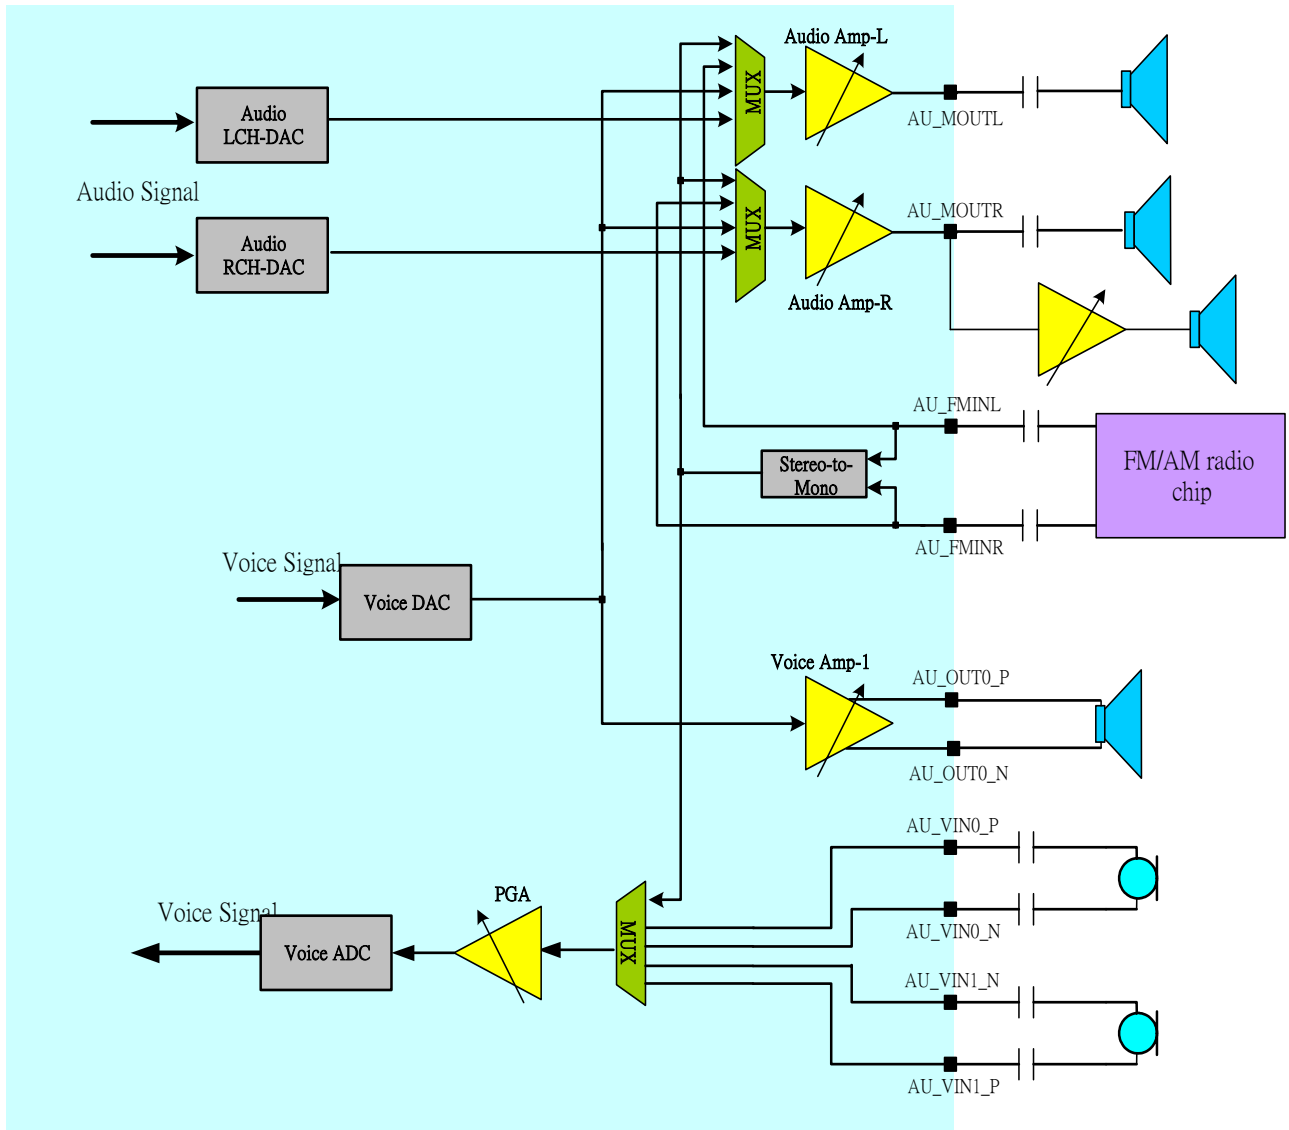 Audio Amp-L
MUX
AU_MOUTL
Audio
LCH-DAC
Audio Signal
Audio
RCH-DAC
MUX
AU_MOUTR
Audio Amp-R
AU_FMINL
Stereo-to-
Mono
FM/AM radio
chip
AU_FMINR
Voice Signal
Voice DAC
Voice Amp-1
AU_OUT0_P
AU_OUT0_N
AU_VIN0_P
PGA
Voice Signal
MUX
Voice ADC
AU_VIN0_N
AU_VIN1_N
AU_VIN1_P